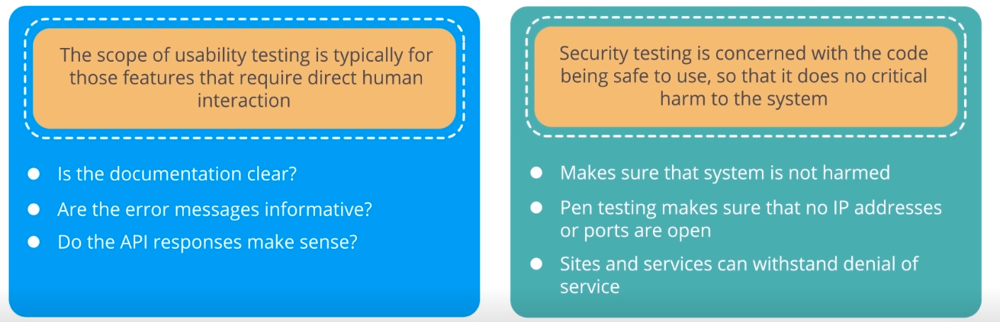 The scope of usability testing is typically for
those features that require direct human
interaction
Is the documentation clear?
Are the error messages informative?
Do the API responses make sense?
Security testing is concerned with the code
being safe to use, so that it does no critical
harm to the system
Makes sure that system is not harmed
Pen testing makes sure that no IP addresses
or ports are open
Sites and services can withstand denial of
service